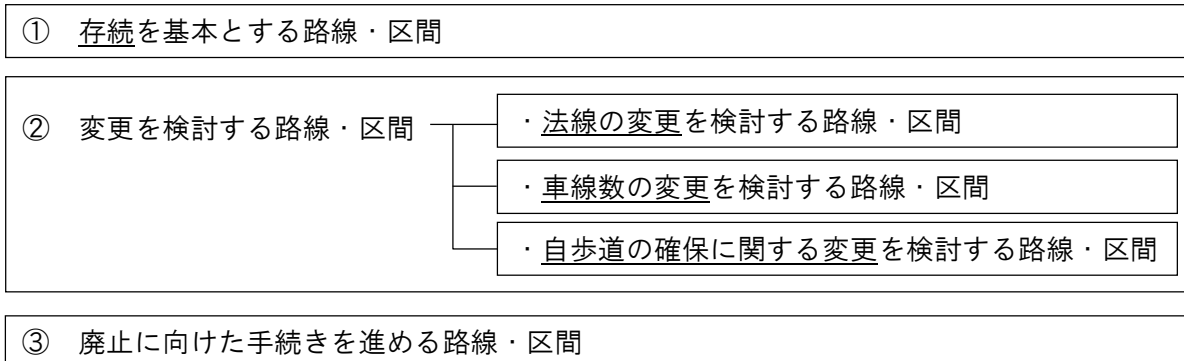 ① 存続を基本とする路線・区間
② 変更を検討する路線・区間
・法線の変更を検討する路線・区間
・車線数の変更を検討する路線・区間
・自歩道の確保に関する変更を検討する路線・区間
③ 廃止に向けた手続きを進める路線・区間